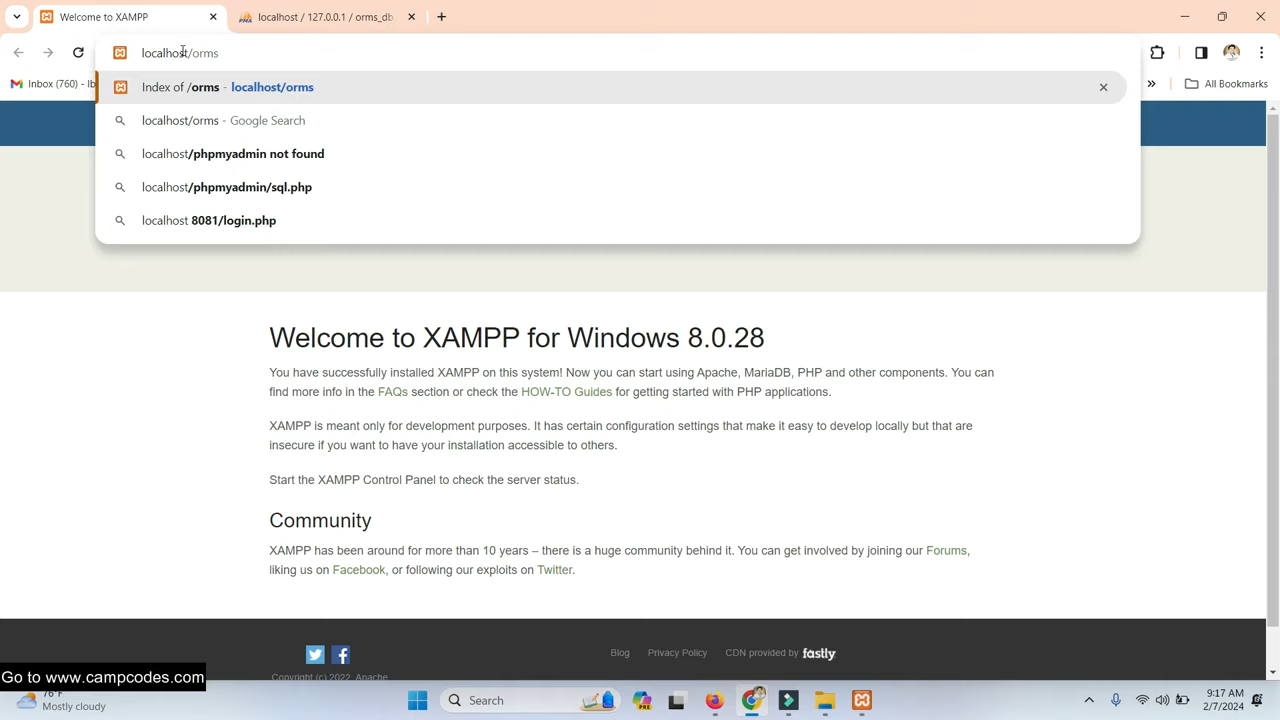 Welcome to XAMPP
localhost / 127.0.0.1 / orms_db
localhost/orms
Inbox (760) - Ib
All Bookmarks
Index of /orms - localhost/orms
localhost/orms - Google Search
localhost/phpmyadmin not found
localhost/phpmyadmin/sql.php
localhost 8081/login.php
Welcome to XAMPP for Windows 8.0.28
You have successfully installed XAMPP on this system! Now you can start using Apache, MariaDB, PHP and other components. You can
find more info in the FAQs section or check the HOW-TO Guides for getting started with PHP applications.
XAMPP is meant only for development purposes. It has certain configuration settings that make it easy to develop locally but that are
insecure if you want to have your installation accessible to others.
Start the XAMPP Control Panel to check the server status.
Community
XAMPP has been around for more than 10 years – there is a huge community behind it. You can get involved by joining our Forums,
liking us on Facebook, or following our exploits on Twitter.
Blog Privacy Policy CDN provided by fastly
Copyright (c) 2022, Apache
Go to www.campcodes.com
76°F
Mostly cloudy
Search
PRE
9:17 AM
2/7/2024